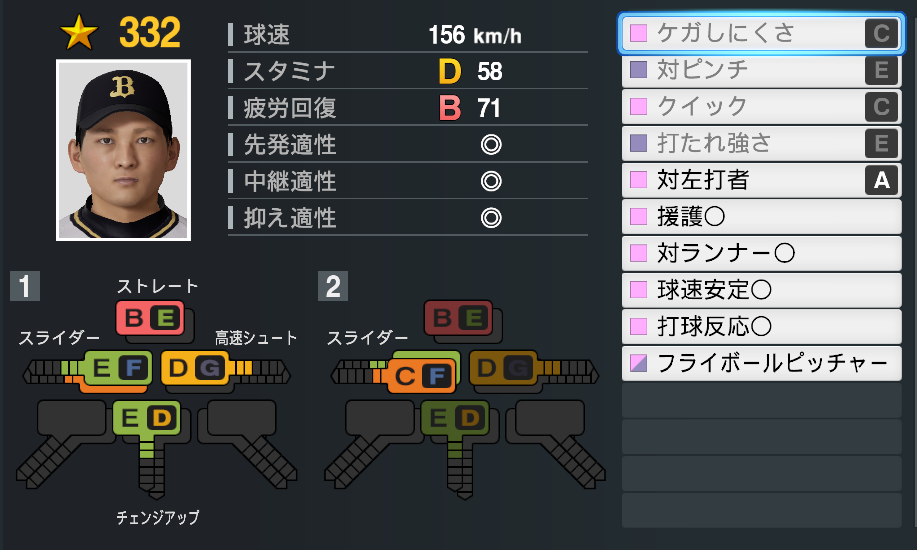 332
B
球速 156 km/h
スタミナ D 58
疲労回復 B 71
先発適性 ◎
中継適性 ◎
抑え適性 ◎
1
ストレート
B E
スライダー
高速シュート
E F
D G
E D
チェンジアップ
2
B E
スライダー
C F
D G
E D
ケガしにくさ C
対ピンチ E
クイック C
打たれ強さ E
対左打者 A
援護○
対ランナー○
球速安定○
打球反応○
フライボールピッチャー